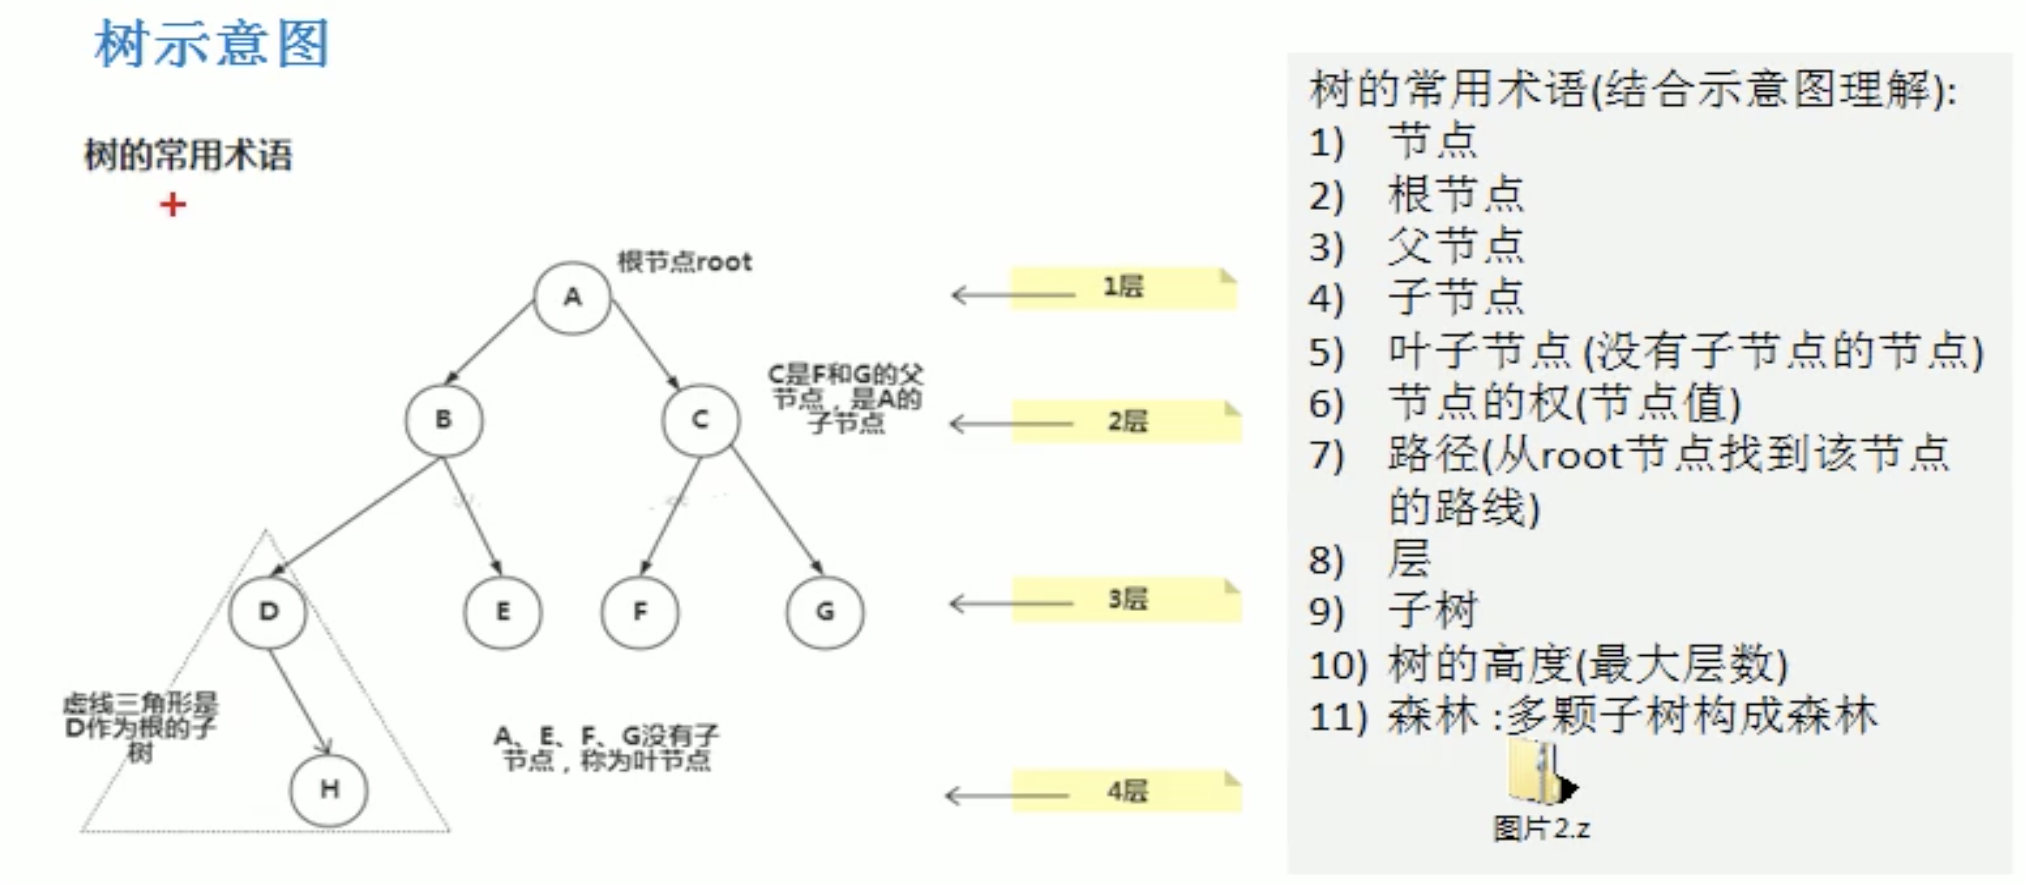 树示意图
树的常用术语
根节点root
A
B
C
C是F和G的父
节点，是A的
子节点
D
E
F
G
H
虚线三角形是
D作为根的子
树
A、E、F、G没有子
节点，称为叶节点
1层
2层
3层
4层
树的常用术语(结合示意图理解):
1) 节点
2) 根节点
3) 父节点
4) 子节点
5) 叶子节点 (没有子节点的节点)
6) 节点的权(节点值)
7) 路径(从root节点找到该节点
的路线)
8) 层
9) 子树
10) 树的高度(最大层数)
11) 森林 :多颗子树构成森林
图片2.z